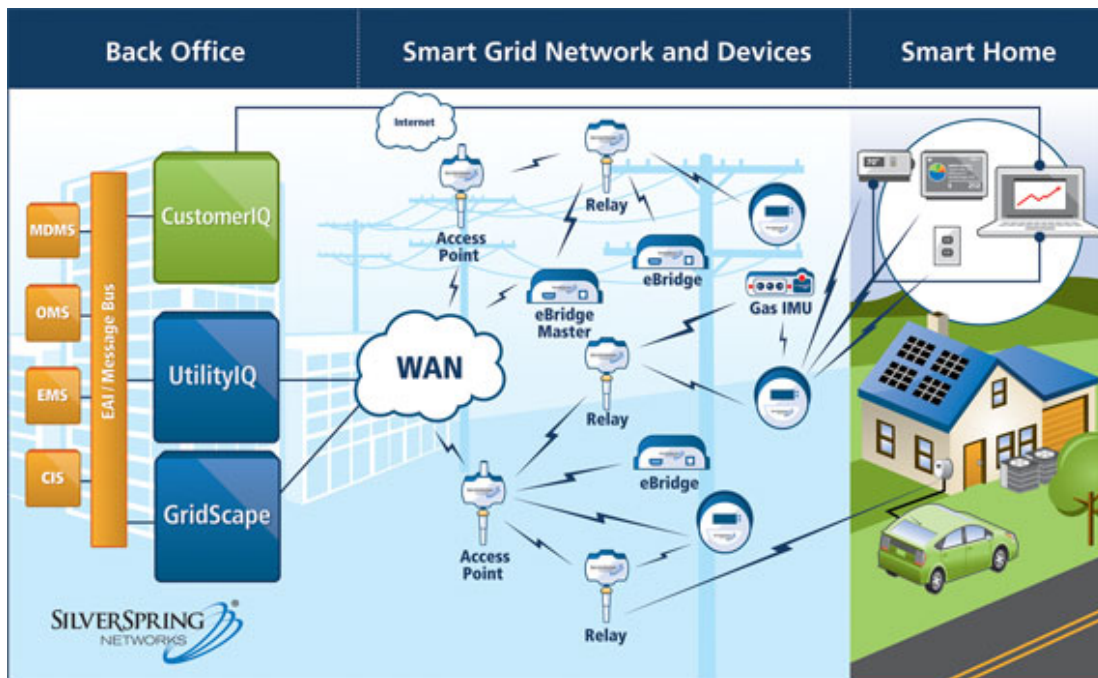 Back Office
Smart Grid Network and Devices
Smart Home
Internet
CustomerIQ
MDMS
Access
Point
Relay
70°
eBridge
eBridge
Master
Gas IMU
OMS
EAI / Message Bus
UtilityIQ
WAN
EMS
Relay
CIS
GridScape
Access
Point
eBridge
Relay
SILVERSPRING®
NETWORKS